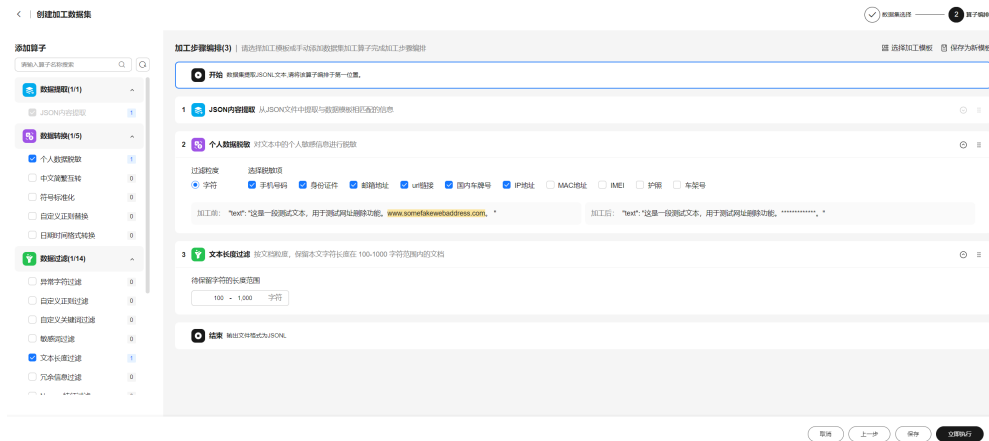 创建加工数据集
数据集选择
2 算子编排
添加算子
请输入算子名称搜索
数据提取(1/1)
JSON内容提取 1
数据转换(1/5)
个人数据脱敏 1
中文简繁互转 0
符号标准化 0
自定义正则替换 0
日期时间格式转换 0
数据过滤(1/14)
异常字符过滤 0
自定义正则过滤 0
自定义关键词过滤 0
敏感词过滤 0
文本长度过滤 1
冗余信息过滤 0
加工步骤编排(3) | 请选择加工模板或手动添加数据集加工算子完成加工步骤编排
选择加工模板 保存为新模板
开始 数据集提取JSONL文本,请将该算子编排于第一位置。
1 JSON内容提取 从JSON文件中提取与数据模板相匹配的信息
2 个人数据脱敏 对文本中的个人敏感信息进行脱敏
过滤粒度 选择脱敏项
字符 手机号码 身份证件 邮箱地址 url链接 国内车牌号 IP地址 MAC地址 IMEI 护照 车架号
加工前: "text": "这是一段测试文本，用于测试网址删除功能。www.somefakewebaddress.com。"
加工后: "text": "这是一段测试文本，用于测试网址删除功能。*************。"
3 文本长度过滤 按文档粒度，保留本文字符长度在 100-1000 字符范围内的文档
待保留字符的长度范围
100 - 1,000 字符
结束 输出文件格式为JSONL
取消 上一步 保存 立即执行